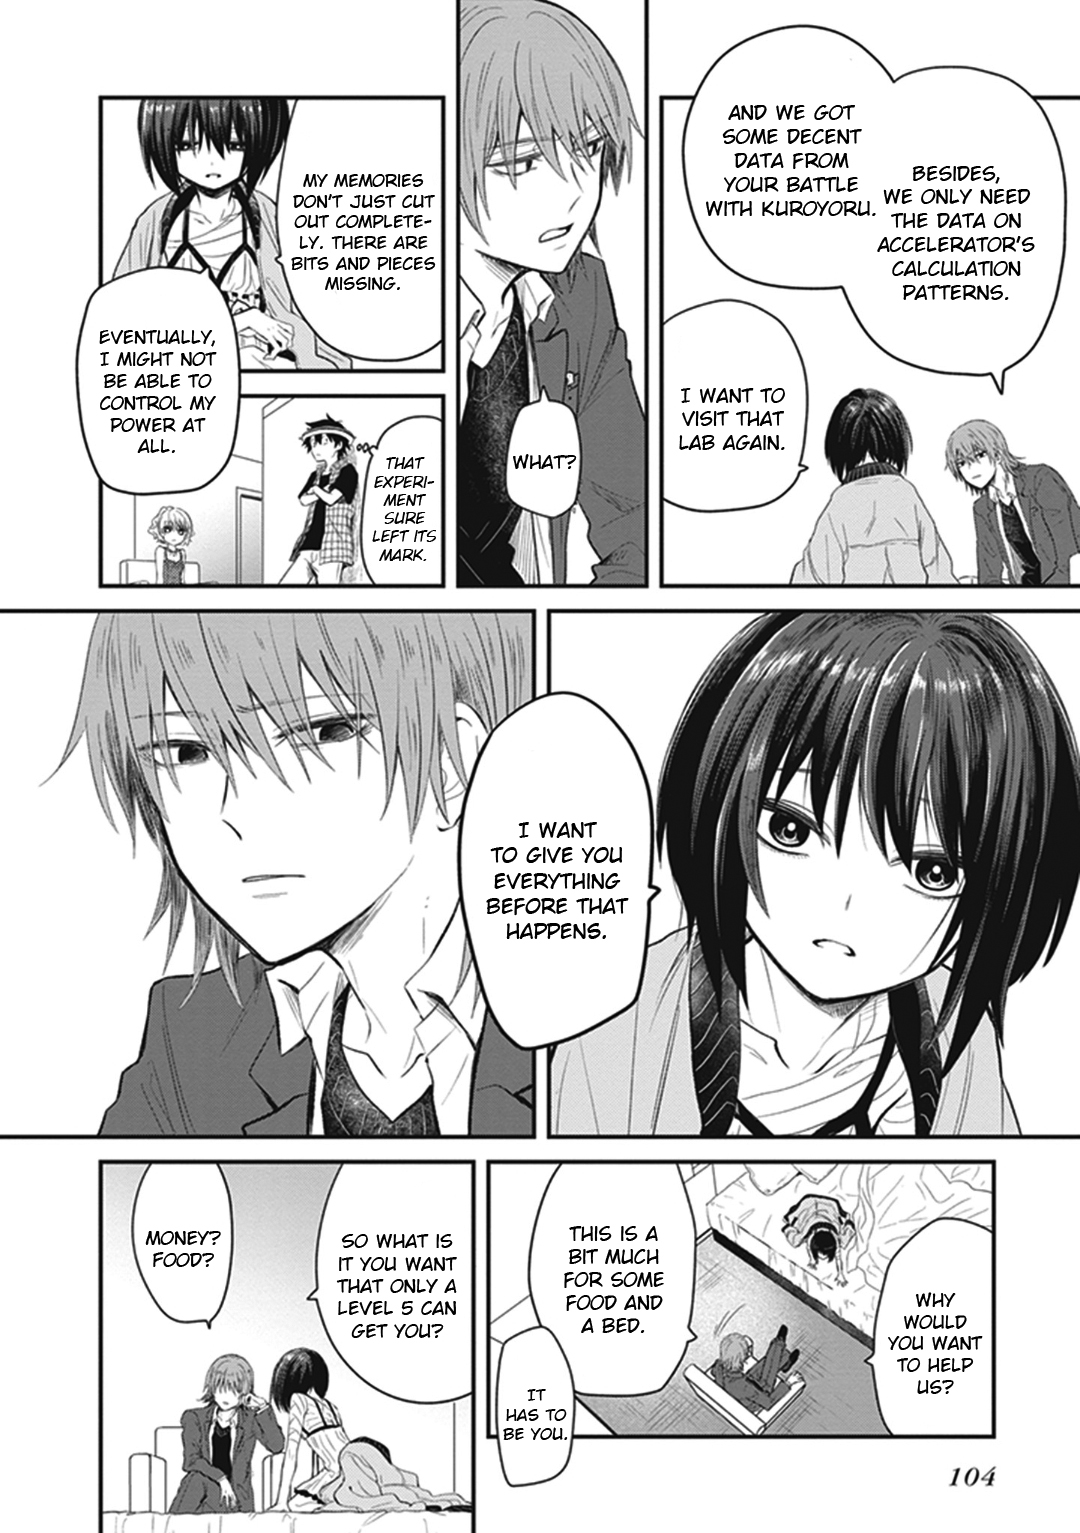 BESIDES,
WE ONLY NEED
THE DATA ON
ACCELERATOR'S
CALCULATION
PATTERNS.
AND WE GOT
SOME DECENT
DATA FROM
YOUR BATTLE
WITH KUROYORU.
I WANT TO
VISIT THAT
LAB AGAIN.
WHAT?
MY MEMORIES
DON'T JUST CUT
OUT COMPLETE-
LY. THERE ARE
BITS AND PIECES
MISSING.
EVENTUALLY,
I MIGHT NOT
BE ABLE TO
CONTROL MY
POWER AT
ALL.
THAT
EXPERI-
MENT
SURE
LEFT ITS
MARK.
I WANT
TO GIVE YOU
EVERYTHING
BEFORE THAT
HAPPENS.
WHY
WOULD
YOU WANT
TO HELP
US?
THIS IS A
BIT MUCH
FOR SOME
FOOD AND
A BED.
IT
HAS TO
BE YOU.
SO WHAT IS
IT YOU WANT
THAT ONLY A
LEVEL 5 CAN
GET YOU?
MONEY?
FOOD?
104